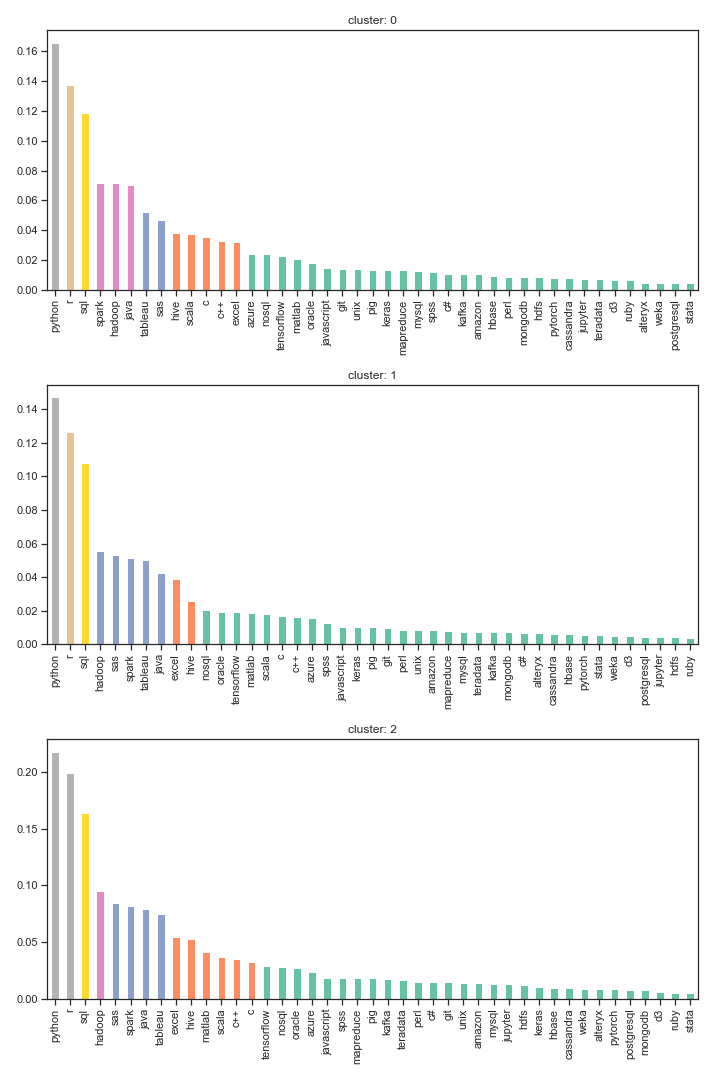 cluster: 0
0.16
0.14
0.12
0.10
0.08
0.06
0.04
0.02
0.00
python
r
sql
spark
hadoop
java
tableau
sas
hive
scala
c
c++
excel
azure
nosql
tensorflow
matlab
oracle
javascript
git
unix
pig
keras
mapreduce
mysql
spss
c#
kafka
amazon
hbase
perl
mongodb
hdfs
pytorch
cassandra
jupyter
teradata
d3
ruby
alteryx
weka
postgresql
stata
cluster: 1
0.14
0.12
0.10
0.08
0.06
0.04
0.02
0.00
python
r
sql
hadoop
sas
spark
tableau
java
excel
hive
nosql
oracle
tensorflow
matlab
scala
c
c++
azure
spss
javascript
keras
pig
git
perl
unix
amazon
mapreduce
mysql
teradata
kafka
mongodb
c#
alteryx
cassandra
hbase
pytorch
stata
weka
d3
postgresql
jupyter
hdfs
ruby
cluster: 2
0.20
0.15
0.10
0.05
0.00
python
r
sql
hadoop
sas
spark
java
tableau
excel
hive
matlab
scala
c++
c
tensorflow
nosql
oracle
azure
javascript
spss
mapreduce
pig
kafka
teradata
perl
c#
git
unix
amazon
mysql
jupyter
hdfs
keras
hbase
cassandra
weka
alteryx
pytorch
postgresql
mongodb
d3
ruby
stata